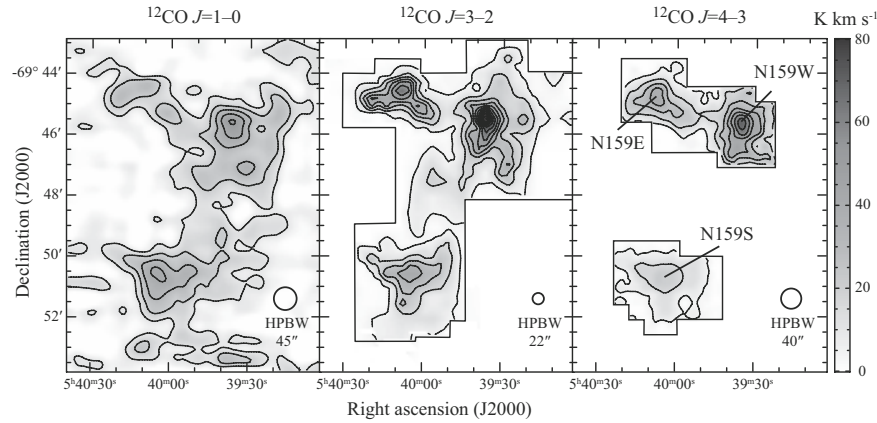 ¹²CO J=1–0
¹²CO J=3–2
¹²CO J=4–3
K km s⁻¹
-69° 44′
46′
48′
50′
52′
Declination (J2000)
HPBW
45″
HPBW
22″
N159W
N159E
N159S
HPBW
40″
80
60
40
20
0
5ʰ40ᵐ30ˢ
40ᵐ00ˢ
39ᵐ30ˢ
5ʰ40ᵐ30ˢ
40ᵐ00ˢ
39ᵐ30ˢ
5ʰ40ᵐ30ˢ
40ᵐ00ˢ
39ᵐ30ˢ
Right ascension (J2000)